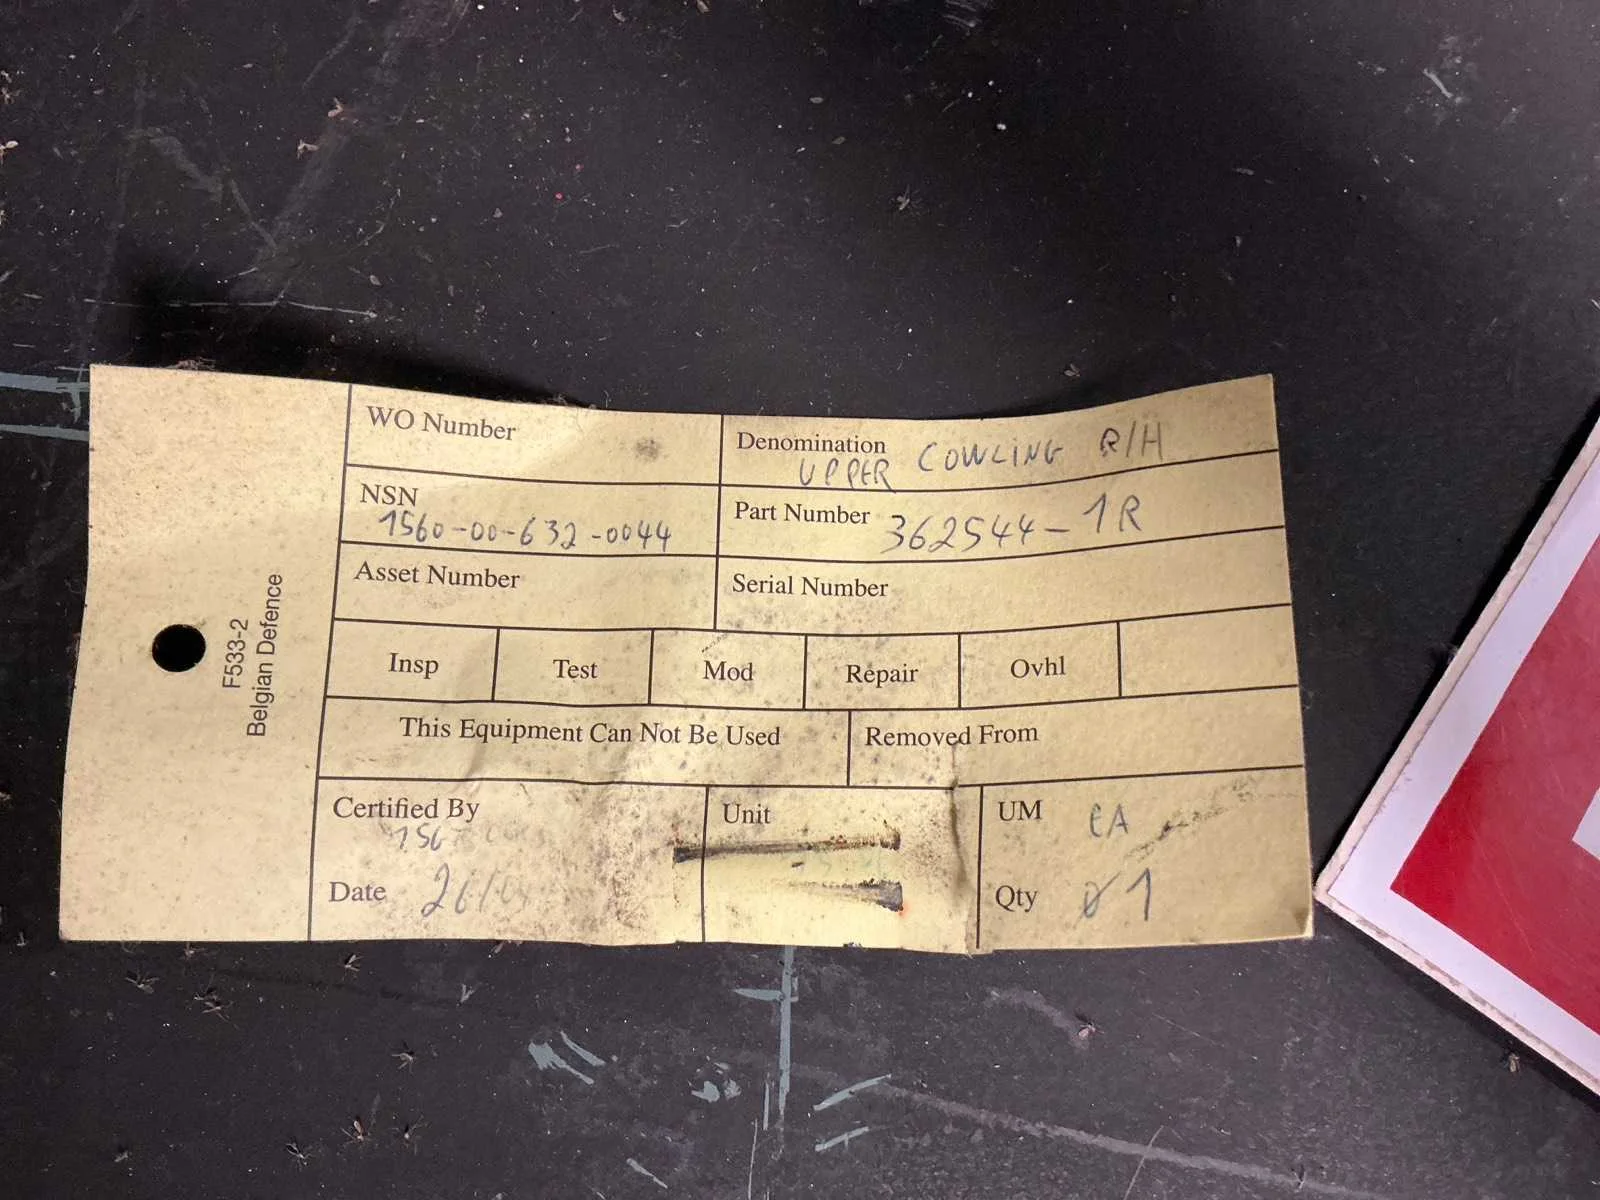 F533-2
Belgian Defence
WO Number
Denomination
UPPER COWLING R/H
NSN
1560-00-632-0044
Part Number 362544-1R
Asset Number
Serial Number
Insp
Test
Mod
Repair
Ovhl
This Equipment Can Not Be Used
Removed From
Certified By
Unit
UM EA
Date 26/
Qty 1